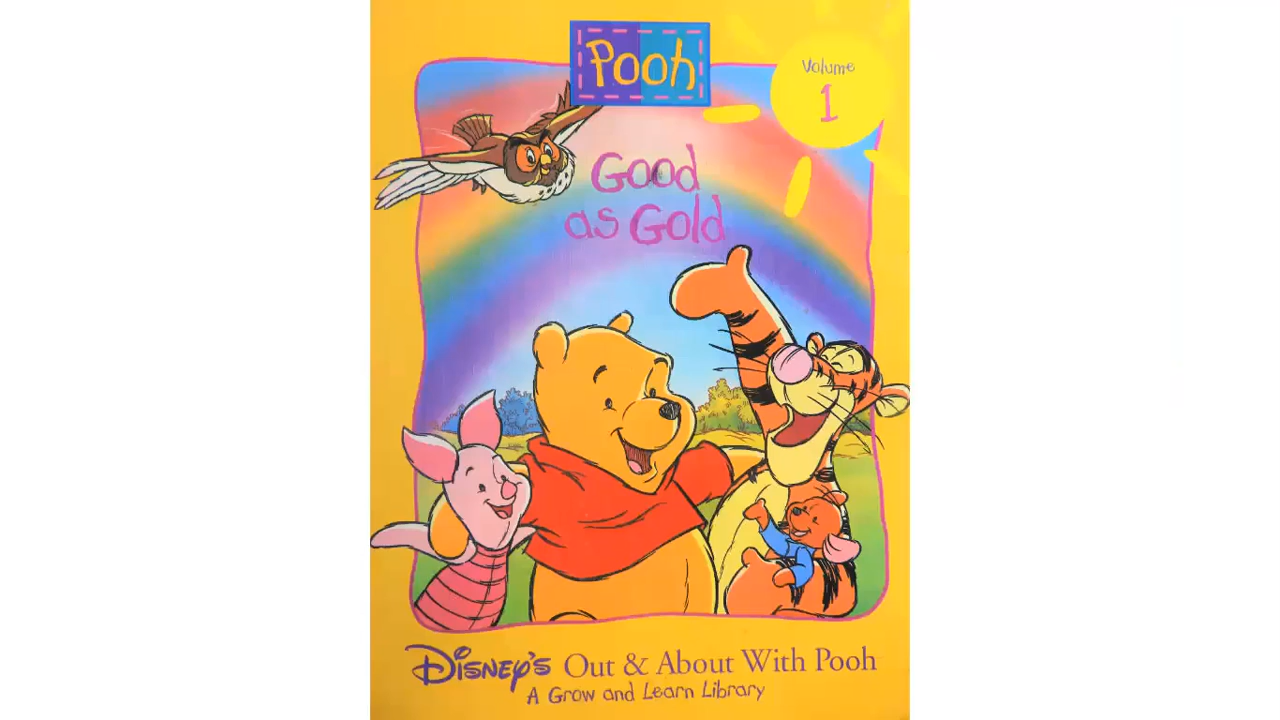 Pooh
Volume
1
Good
as Gold
Disney's Out & About With Pooh
A Grow and Learn Library